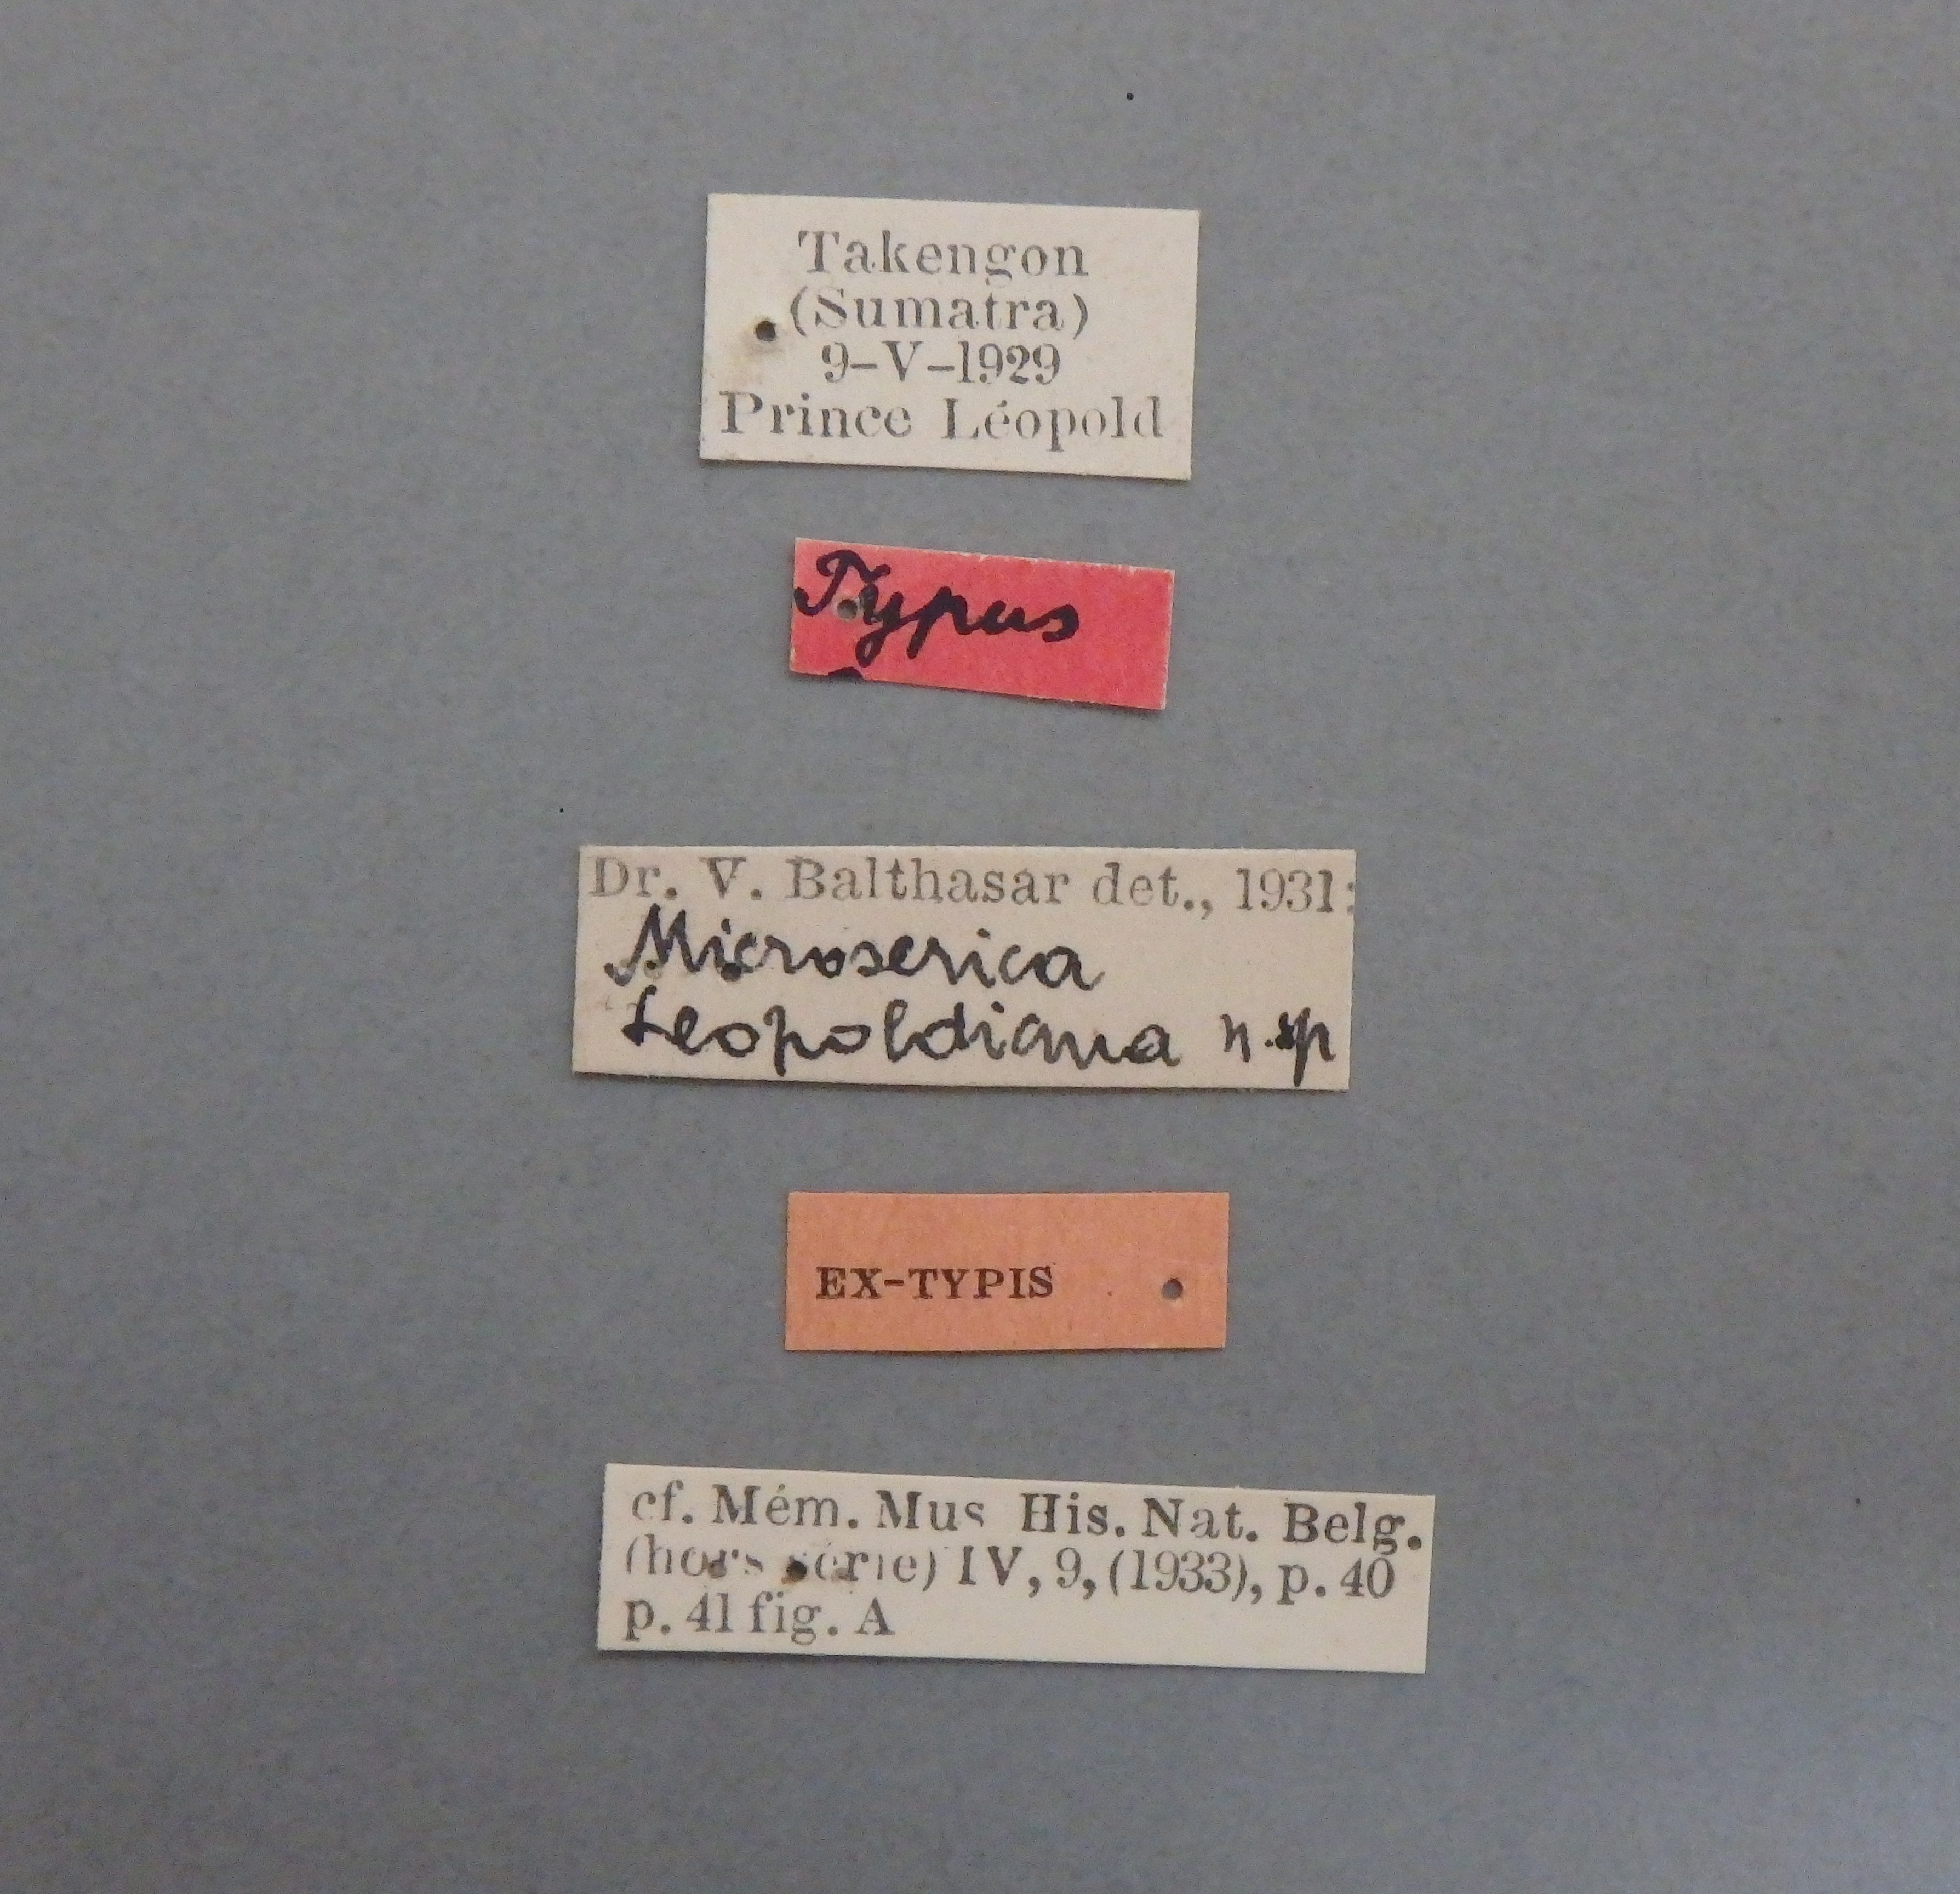 Takengon
(Sumatra)
9-V-1929
Prince Léopold
Typus
Dr. V. Balthasar det., 1931:
Microserica
Leopoldiana n.sp
EX-TYPIS
cf. Mém. Mus His. Nat. Belg.
(hors série) IV, 9, (1933), p. 40
p. 41 fig. A